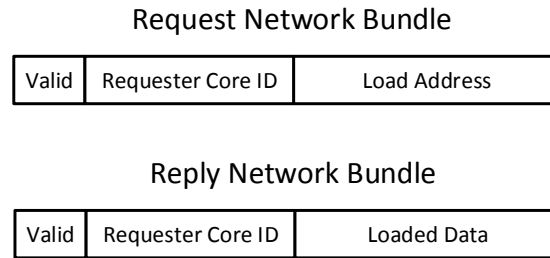 Request Network Bundle
Valid Requester Core ID Load Address
Reply Network Bundle
Valid Requester Core ID Loaded Data